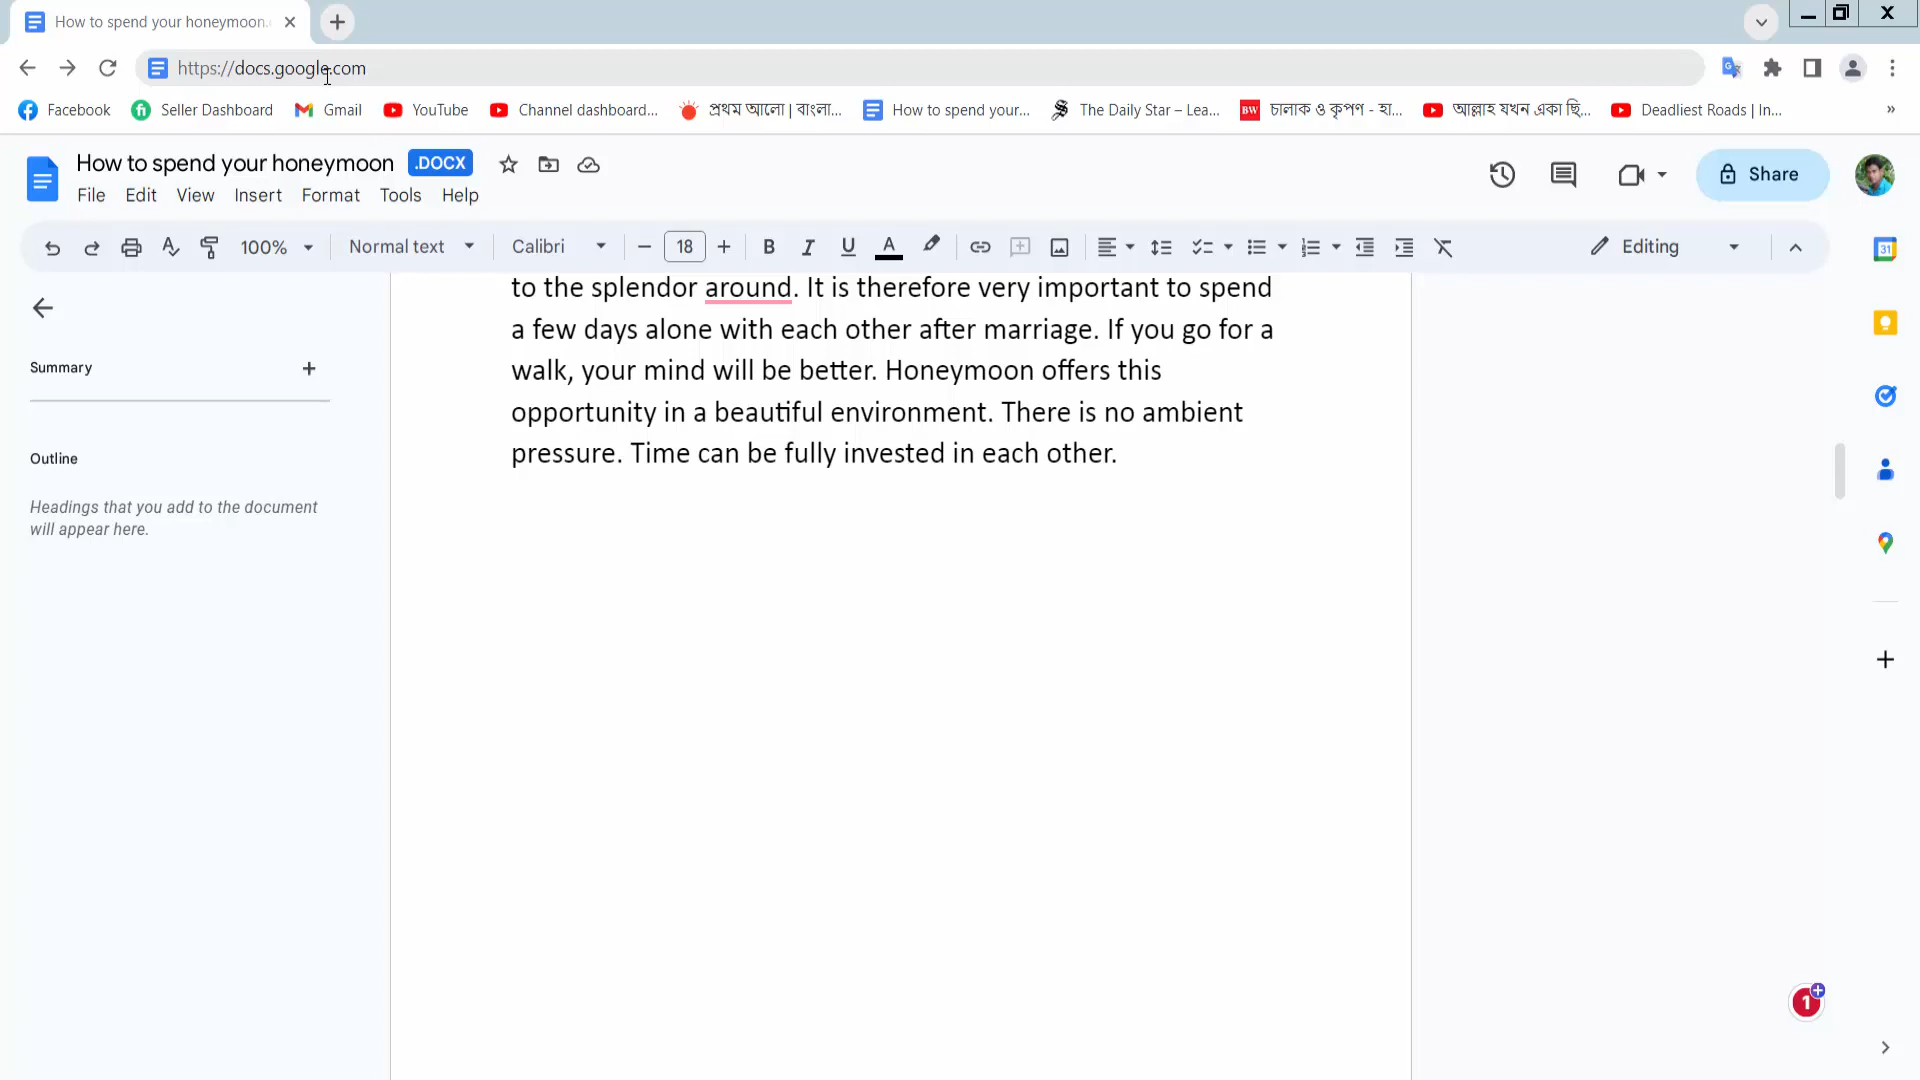 How to spend your honeymoon.
https://docs.google.com
Facebook
Seller Dashboard
Gmail
YouTube
Channel dashboard...
প্রথম আলো | বাংলা...
How to spend your...
The Daily Star – Lea...
BW
চালাক ও কৃপণ - হা...
আল্লাহ যখন একা ছি...
Deadliest Roads | In...
»
How to spend your honeymoon
.DOCX
Share
File
Edit
View
Insert
Format
Tools
Help
100%
Normal text
Calibri
18
B
I
U
A
Editing
31
to the splendor around. It is therefore very important to spend
a few days alone with each other after marriage. If you go for a
walk, your mind will be better. Honeymoon offers this
opportunity in a beautiful environment. There is no ambient
pressure. Time can be fully invested in each other.
Summary
Outline
Headings that you add to the document
will appear here.
1